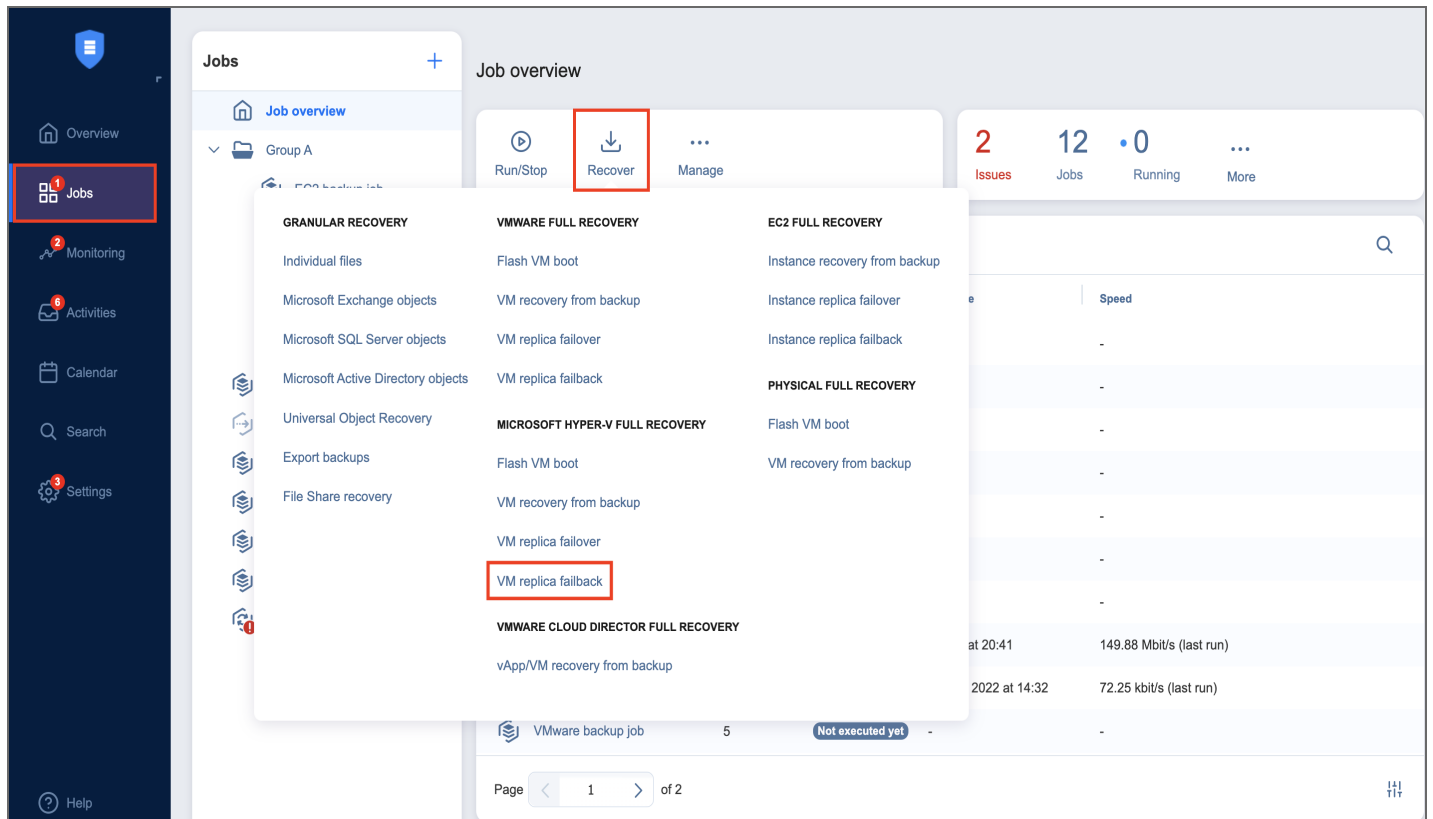 Jobs
+
Job overview
Overview
1
Jobs
2
Monitoring
6
Activities
Calendar
Search
3
Settings
? Help
Job overview
Group A
EC2 backup job
Run/Stop
Recover
Manage
2
Issues
12
Jobs
0
Running
More
GRANULAR RECOVERY
Individual files
Microsoft Exchange objects
Microsoft SQL Server objects
Microsoft Active Directory objects
Universal Object Recovery
Export backups
File Share recovery
VMWARE FULL RECOVERY
Flash VM boot
VM recovery from backup
VM replica failover
VM replica failback
MICROSOFT HYPER-V FULL RECOVERY
Flash VM boot
VM recovery from backup
VM replica failover
VM replica failback
VMWARE CLOUD DIRECTOR FULL RECOVERY
vApp/VM recovery from backup
EC2 FULL RECOVERY
Instance recovery from backup
Instance replica failover
Instance replica failback
PHYSICAL FULL RECOVERY
Flash VM boot
VM recovery from backup
e Speed
-
-
-
-
-
-
-
at 20:41 149.88 Mbit/s (last run)
2022 at 14:32 72.25 kbit/s (last run)
VMware backup job 5 Not executed yet - -
Page 1 of 2